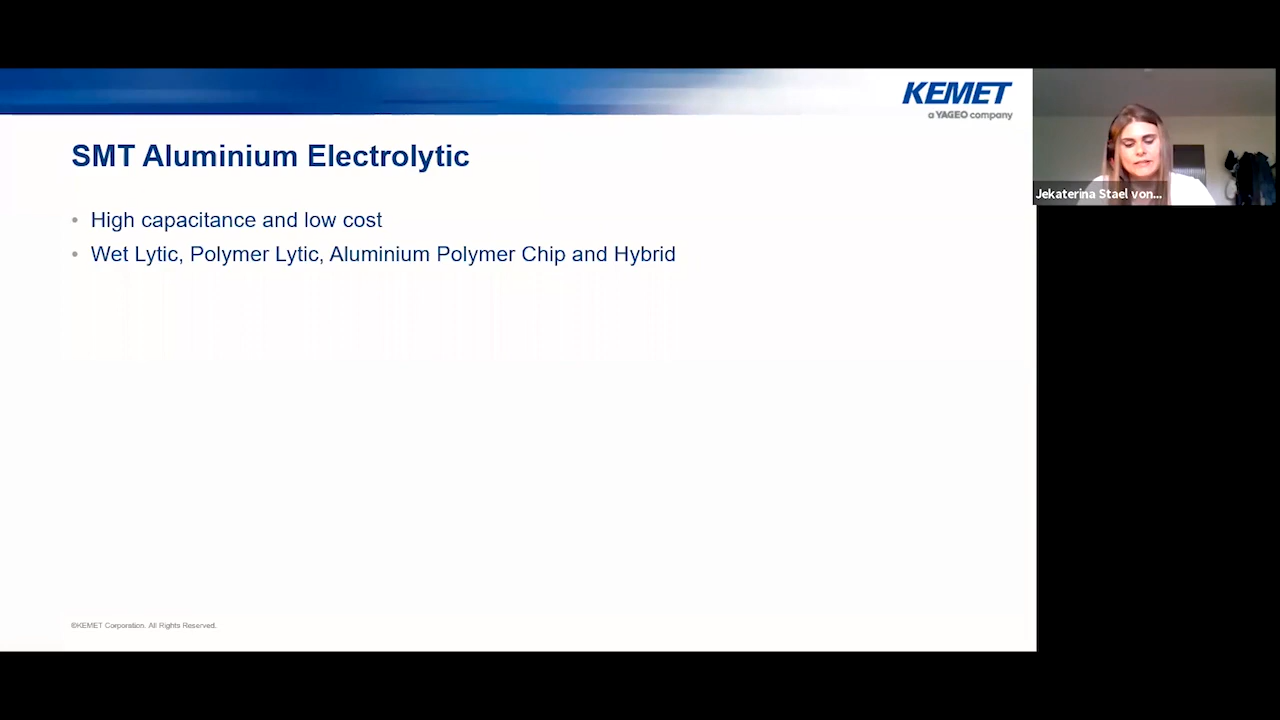 KEMET
a YAGEO company
SMT Aluminium Electrolytic
• High capacitance and low cost
• Wet Lytic, Polymer Lytic, Aluminium Polymer Chip and Hybrid
Jekaterina Stael von...
©KEMET Corporation. All Rights Reserved.